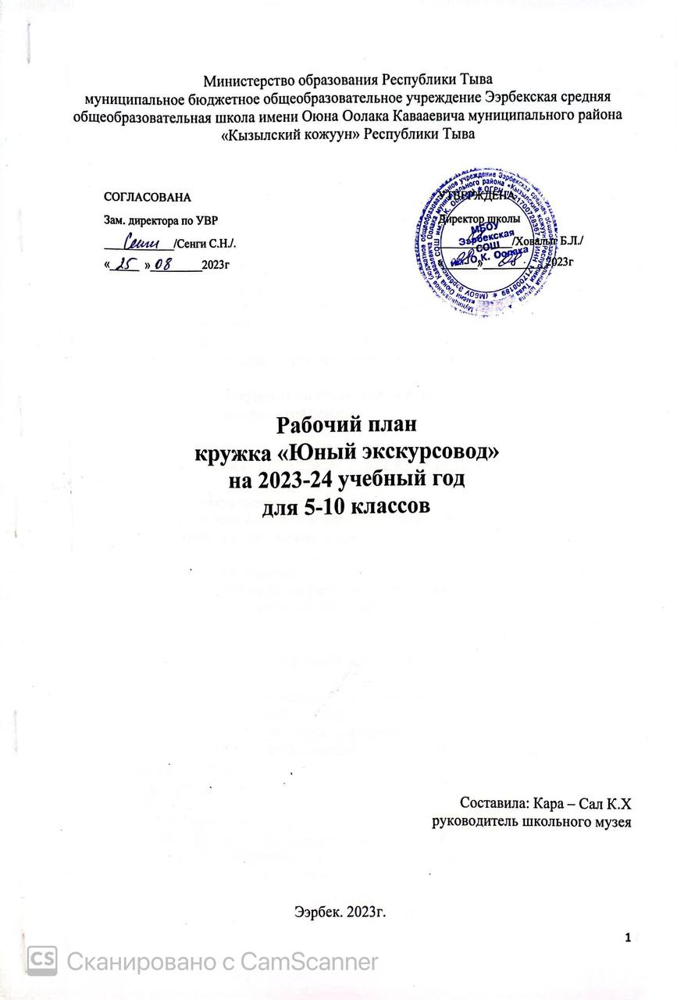 Министерство образования Республики Тыва
муниципальное бюджетное общеобразовательное учреждение Ээрбекская средняя
общеобразовательная школа имени Оюна Оолака Кавааевича муниципального района
«Кызылский кожуун» Республики Тыва
СОГЛАСОВАНА
Зам. директора по УВР
Сенги /Сенги С.Н./.
«25 » 08 2023г
УТВЕРЖДЕНА
Директор школы
/Ховалыг Б.Л./
« » 2023г
МБОУ
Ээрбекская
СОШ
им. О.К. Оолака
Рабочий план
кружка «Юный экскурсовод»
на 2023-24 учебный год
для 5-10 классов
Составила: Кара – Сал К.Х
руководитель школьного музея
Ээрбек. 2023г.
1
CS Сканировано с CamScanner